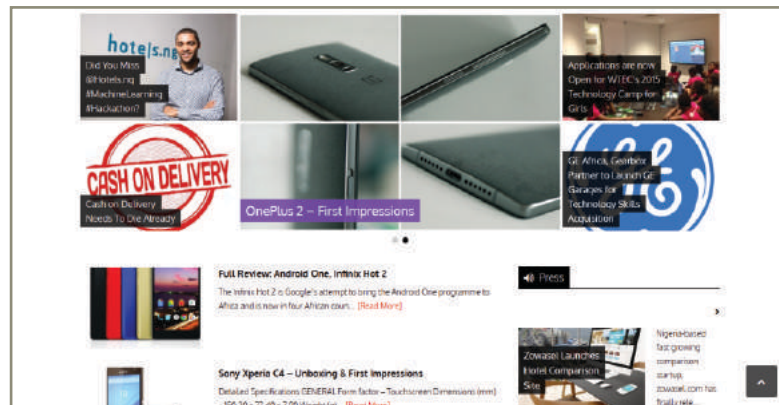 hotels.ng
Did You Miss
@Hotels.ng
#MachineLearning
#Hackathon?
Applications are now
Open for WTEC's 2015
Technology Camp for
Girls
CASH ON DELIVERY
Cash on Delivery
Needs To Die Already
OnePlus 2 – First Impressions
GE Africa, Gearbox
Partner to Launch GE
Garages for
Technology Skills
Acquisition
Full Review: Android One, Infinix Hot 2
The Infinix Hot 2 is Google's attempt to bring the Android One programme to
Africa and is now in four African coun... [Read More]
Sony Xperia C4 – Unboxing & First Impressions
Detailed Specifications GENERAL Form factor – Touchscreen Dimensions (mm)
[Read More]
Press
Zowasel Launches
Hotel Comparison
Site
Nigeria-based
fast growing
comparison
startup,
zowasel.com has
finally rele...